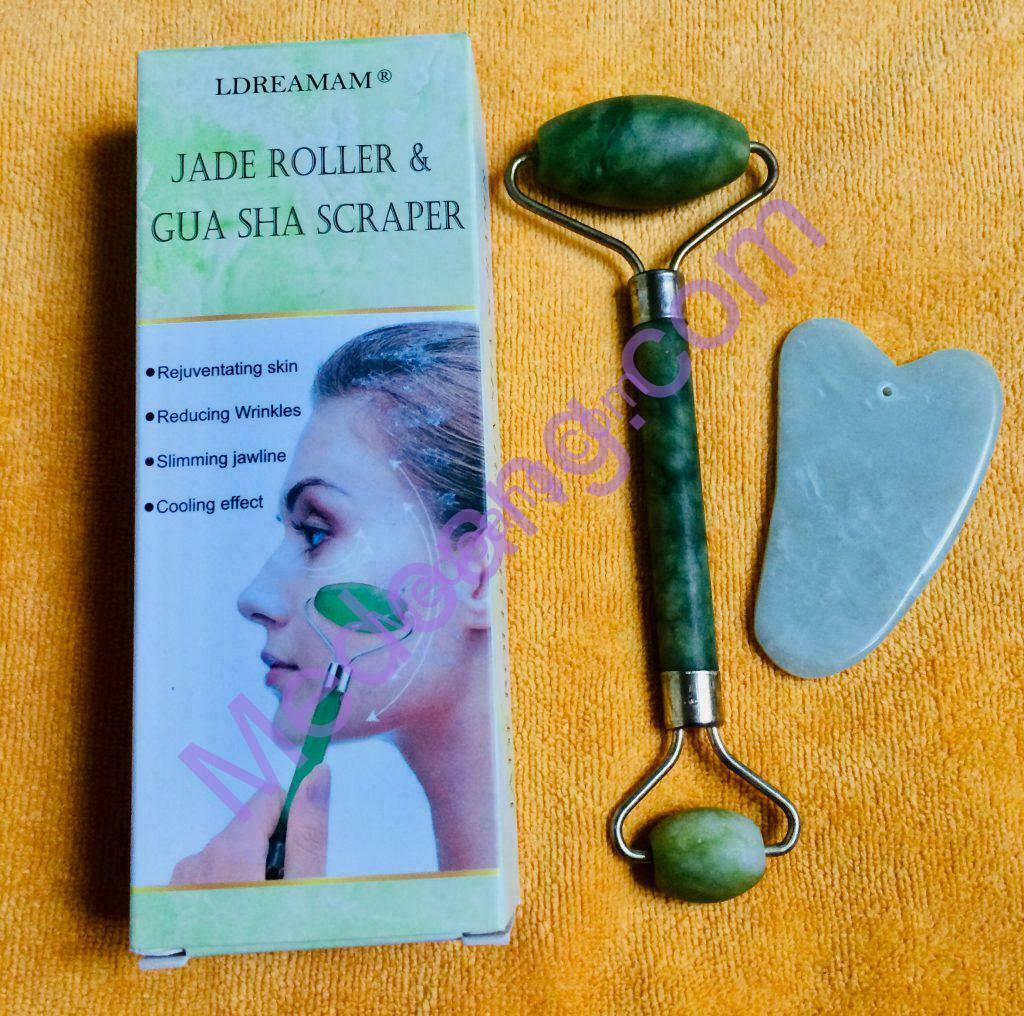 LDREAMAM®
JADE ROLLER &
GUA SHA SCRAPER
● Rejuventating skin
● Reducing Wrinkles
● Slimming jawline
● Cooling effect